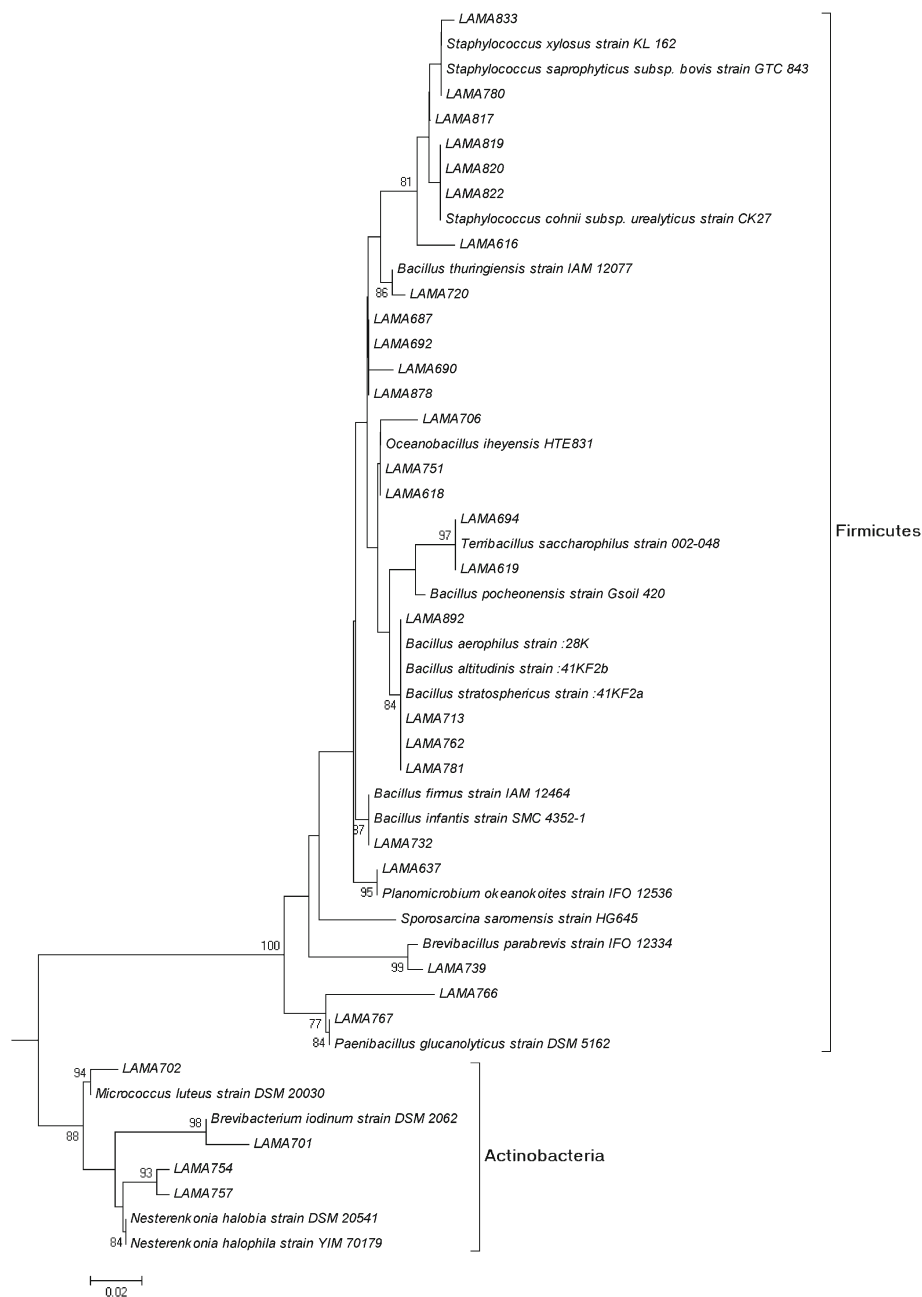 LAMA833
Staphylococcus xylosus strain KL 162
Staphylococcus saprophyticus subsp. bovis strain GTC 843
LAMA780
LAMA817
LAMA819
LAMA820
81
LAMA822
Staphylococcus cohnii subsp. urealyticus strain CK27
LAMA616
Bacillus thuringiensis strain IAM 12077
86
LAMA720
LAMA687
LAMA692
LAMA690
LAMA878
LAMA706
Oceanobacillus iheyensis HTE831
LAMA751
LAMA618
LAMA694
Firmicutes
97
Terribacillus saccharophilus strain 002-048
LAMA619
Bacillus pocheonensis strain Gsoil 420
LAMA892
Bacillus aerophilus strain :28K
Bacillus altitudinis strain :41KF2b
Bacillus stratosphericus strain :41KF2a
84
LAMA713
LAMA762
LAMA781
Bacillus firmus strain IAM 12464
Bacillus infantis strain SMC 4352-1
87
LAMA732
LAMA637
95
Planomicrobium okeanokoites strain IFO 12536
Sporosarcina saromensis strain HG645
100
Brevibacillus parabrevis strain IFO 12334
99
LAMA739
LAMA766
77
LAMA767
84
Paenibacillus glucanolyticus strain DSM 5162
94
LAMA702
Micrococcus luteus strain DSM 20030
98
Brevibacterium iodinum strain DSM 2062
88
LAMA701
Actinobacteria
93
LAMA754
LAMA757
Nesterenkonia halobia strain DSM 20541
84
Nesterenkonia halophila strain YIM 70179
0.02